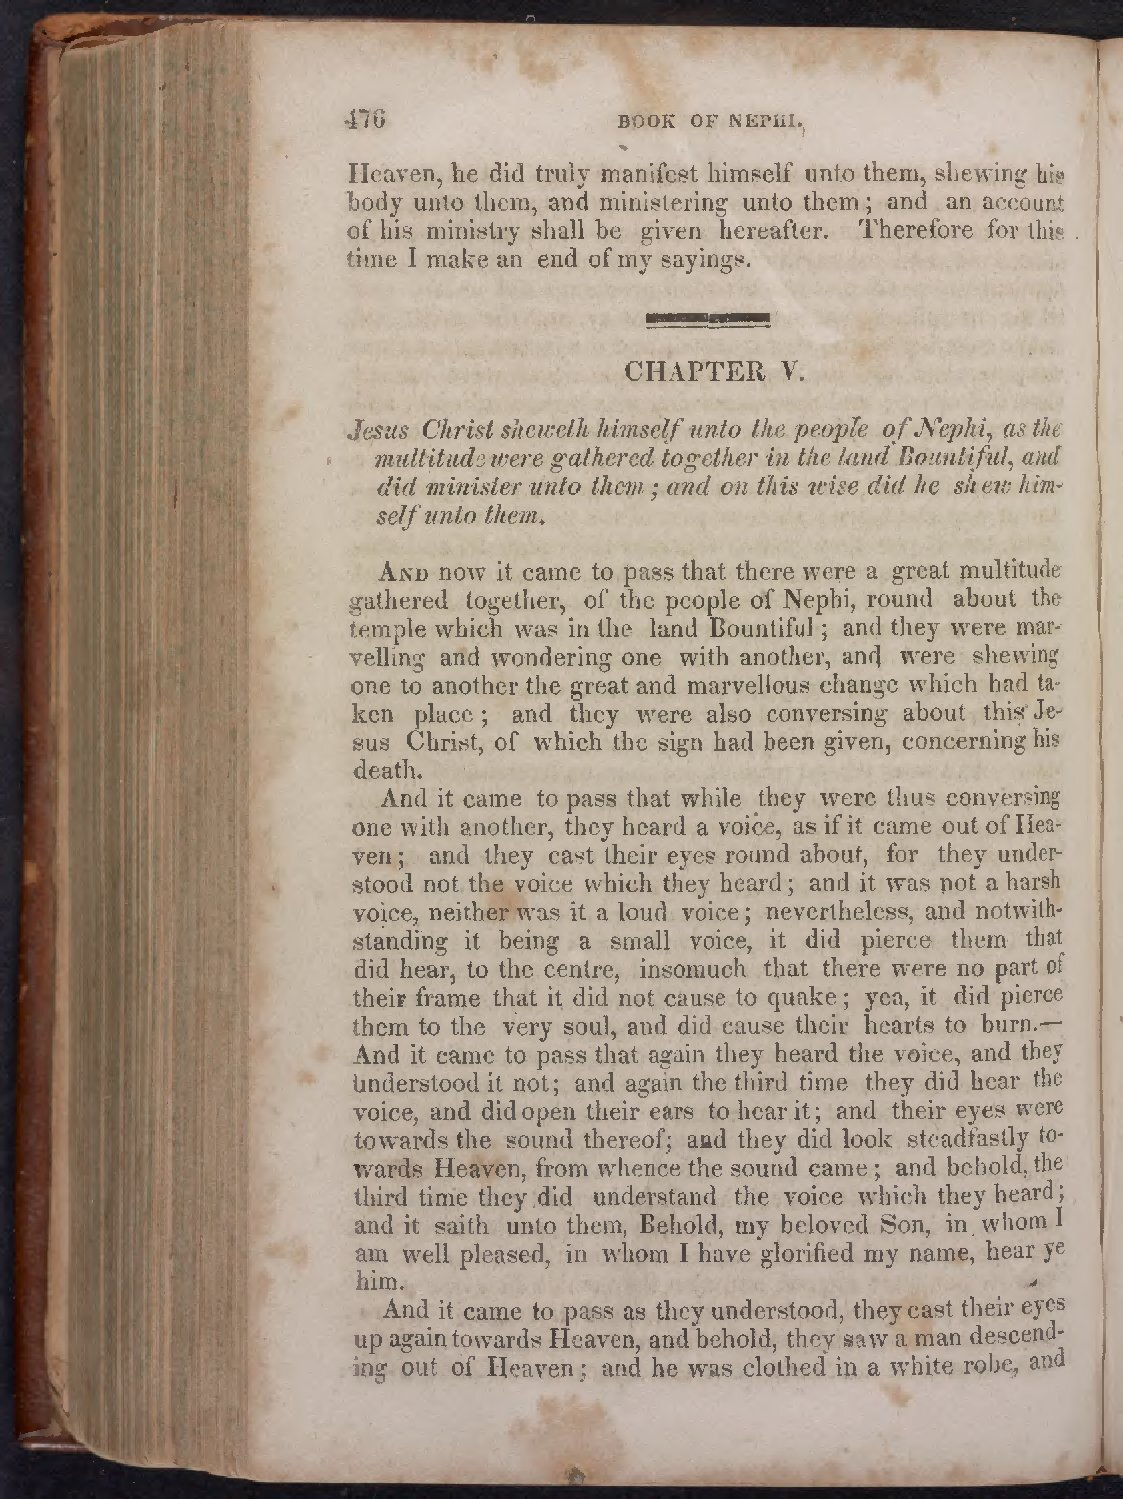 476 BOOK OF NEPHI.
Heaven, he did truly manifest himself unto them, shewing his
body unto them, and ministering unto them; and an account
of his ministry shall be given hereafter. Therefore for this
time I make an end of my sayings.
CHAPTER V.
Jesus Christ sheweth himself unto the people of Nephi, as the
multitude were gathered together in the land Bountiful, and
did minister unto them; and on this wise did he shew him-
self unto them.
AND now it came to pass that there were a great multitude
gathered together, of the people of Nephi, round about the
temple which was in the land Bountiful; and they were mar-
velling and wondering one with another, and were shewing
one to another the great and marvellous change which had ta-
ken place; and they were also conversing about this Je-
sus Christ, of which the sign had been given, concerning his
death.
And it came to pass that while they were thus conversing
one with another, they heard a voice, as if it came out of Hea-
ven; and they cast their eyes round about, for they under-
stood not the voice which they heard; and it was not a harsh
voice, neither was it a loud voice; nevertheless, and notwith-
standing it being a small voice, it did pierce them that
did hear, to the centre, insomuch that there were no part of
their frame that it did not cause to quake; yea, it did pierce
them to the very soul, and did cause their hearts to burn.—
And it came to pass that again they heard the voice, and they
understood it not; and again the third time they did hear the
voice, and did open their ears to hear it; and their eyes were
towards the sound thereof; and they did look steadfastly to-
wards Heaven, from whence the sound came; and behold, the
third time they did understand the voice which they heard;
and it saith unto them, Behold, my beloved Son, in whom I
am well pleased, in whom I have glorified my name, hear ye
him.
And it came to pass as they understood, they cast their eyes
up again towards Heaven, and behold, they saw a man descend-
ing out of Heaven; and he was clothed in a white robe, and